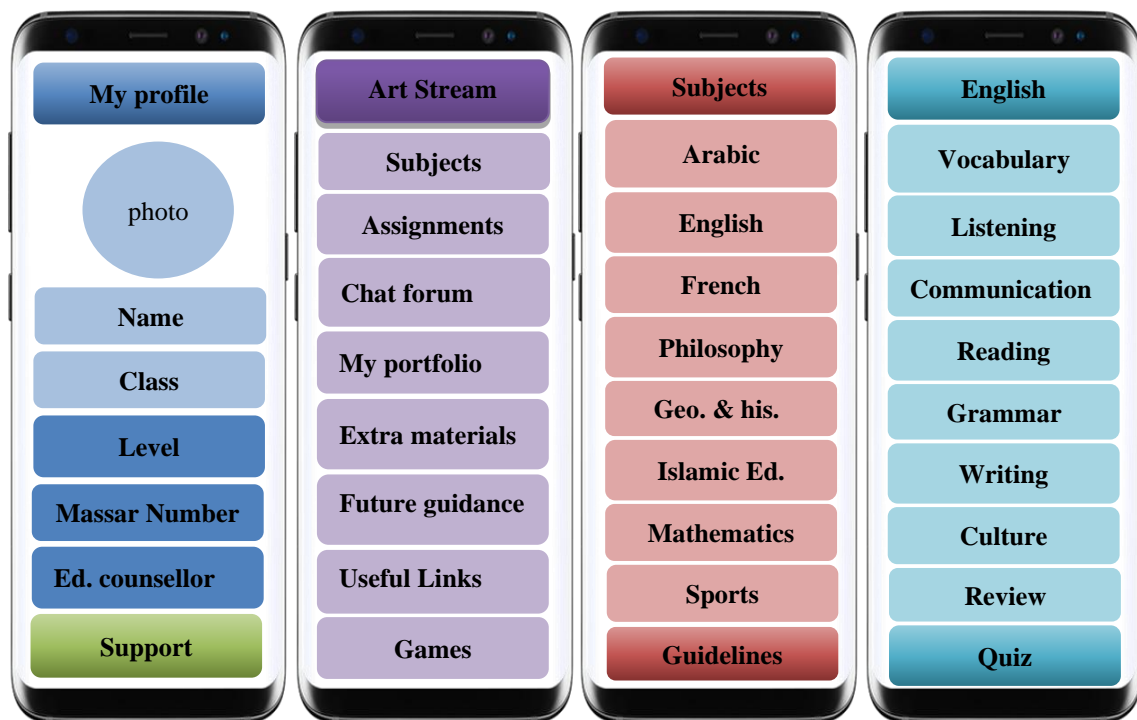 My profile
photo
Name
Class
Level
Massar Number
Ed. counsellor
Support
Art Stream
Subjects
Assignments
Chat forum
My portfolio
Extra materials
Future guidance
Useful Links
Games
Subjects
Arabic
English
French
Philosophy
Geo. & his.
Islamic Ed.
Mathematics
Sports
Guidelines
English
Vocabulary
Listening
Communication
Reading
Grammar
Writing
Culture
Review
Quiz